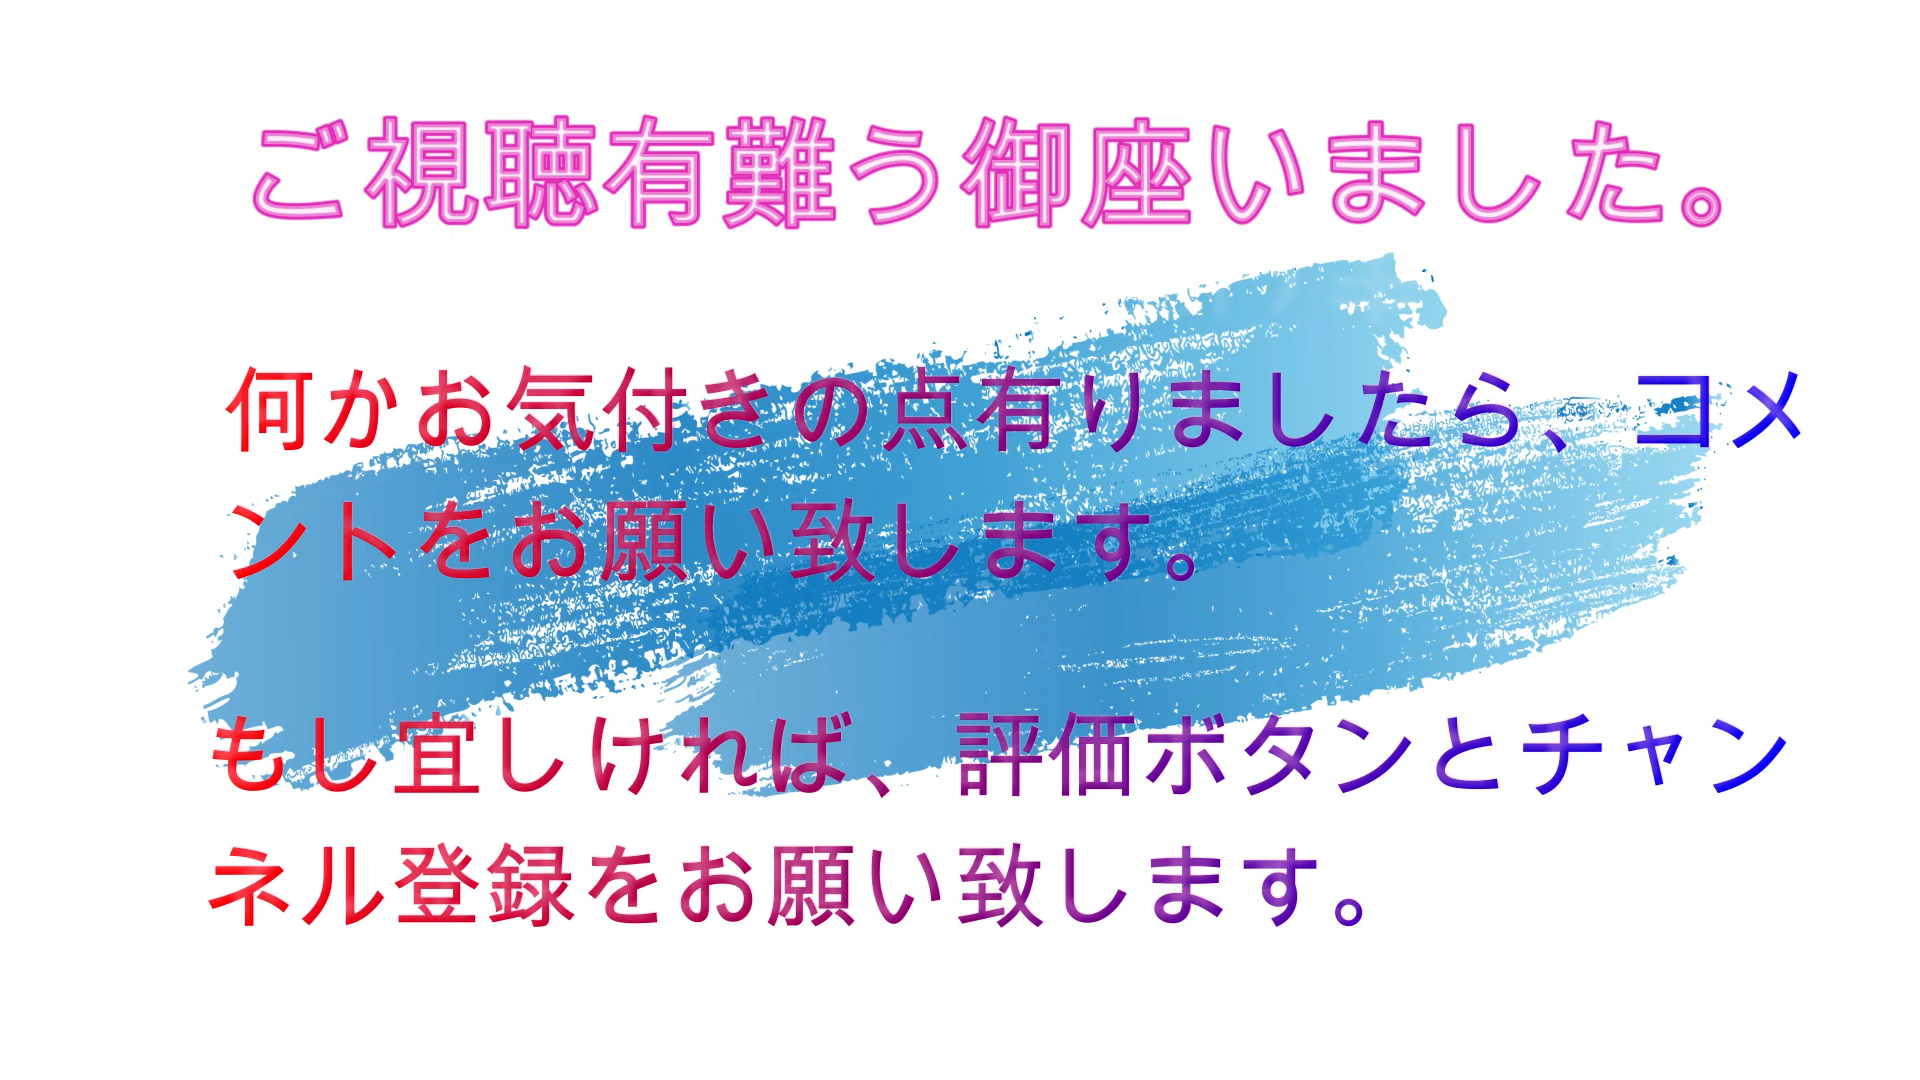 ご視聴有難う御座いました。
何かお気付きの点有りましたら、コメ
ントをお願い致します。
もし宜しければ、評価ボタンとチャン
ネル登録をお願い致します。